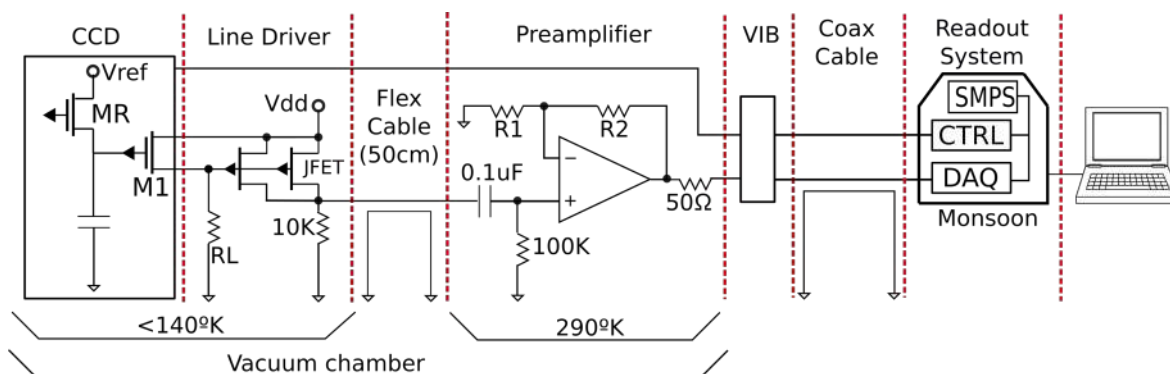 CCD
Line Driver
Preamplifier
VIB
Coax
Cable
Readout
System
Vref
MR
M1
Vdd
JFET
RL
10K
Flex
Cable
(50cm)
0.1uF
R1
R2
−
+
100K
50Ω
SMPS
CTRL
DAQ
Monsoon
<140ºK
290ºK
Vacuum chamber